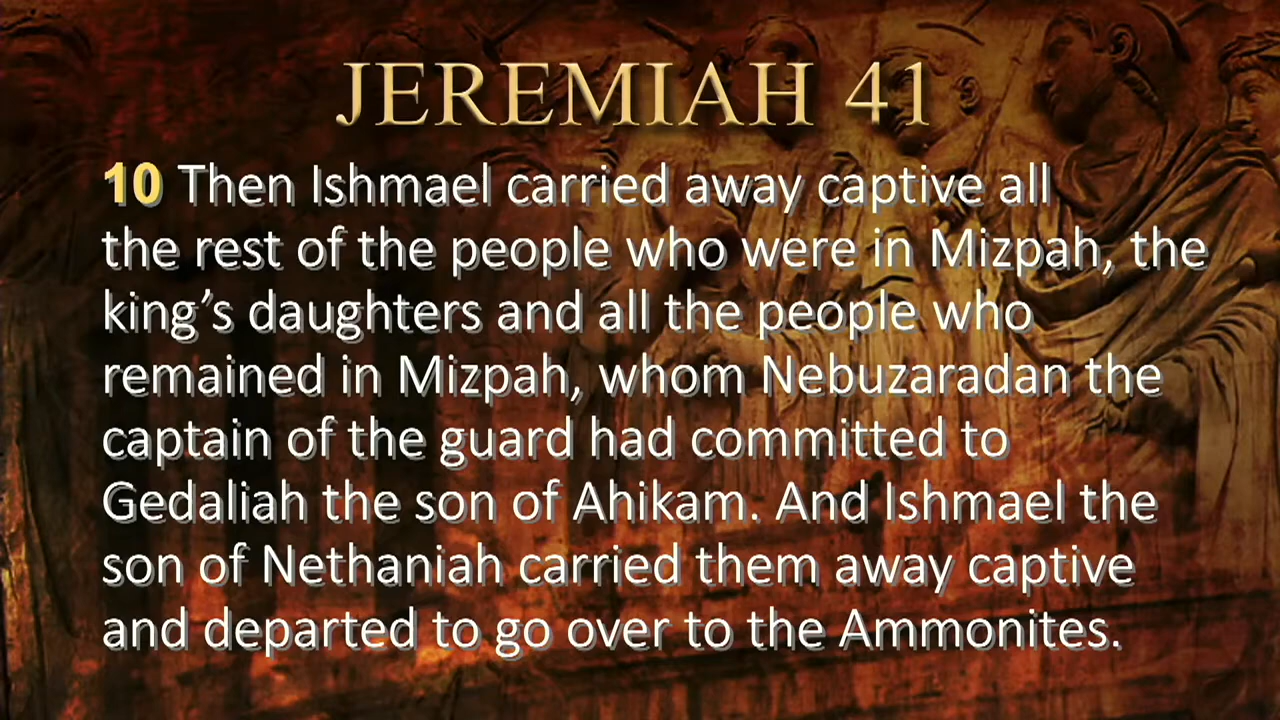 JEREMIAH 41
10 Then Ishmael carried away captive all
the rest of the people who were in Mizpah, the
king’s daughters and all the people who
remained in Mizpah, whom Nebuzaradan the
captain of the guard had committed to
Gedaliah the son of Ahikam. And Ishmael the
son of Nethaniah carried them away captive
and departed to go over to the Ammonites.